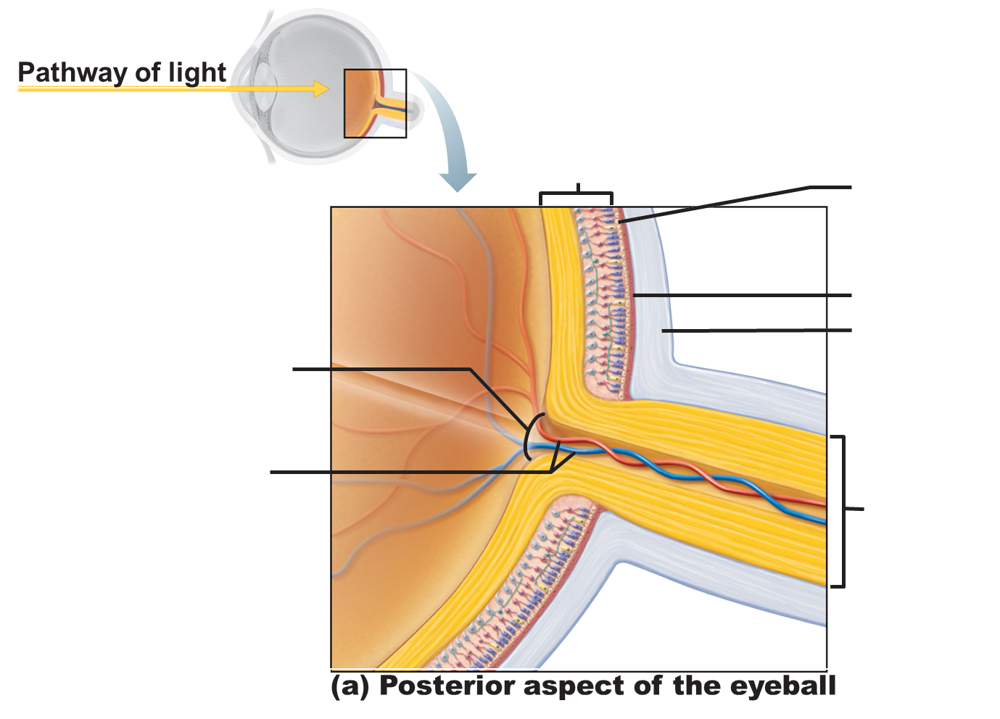 Pathway of light
(a) Posterior aspect of the eyeball